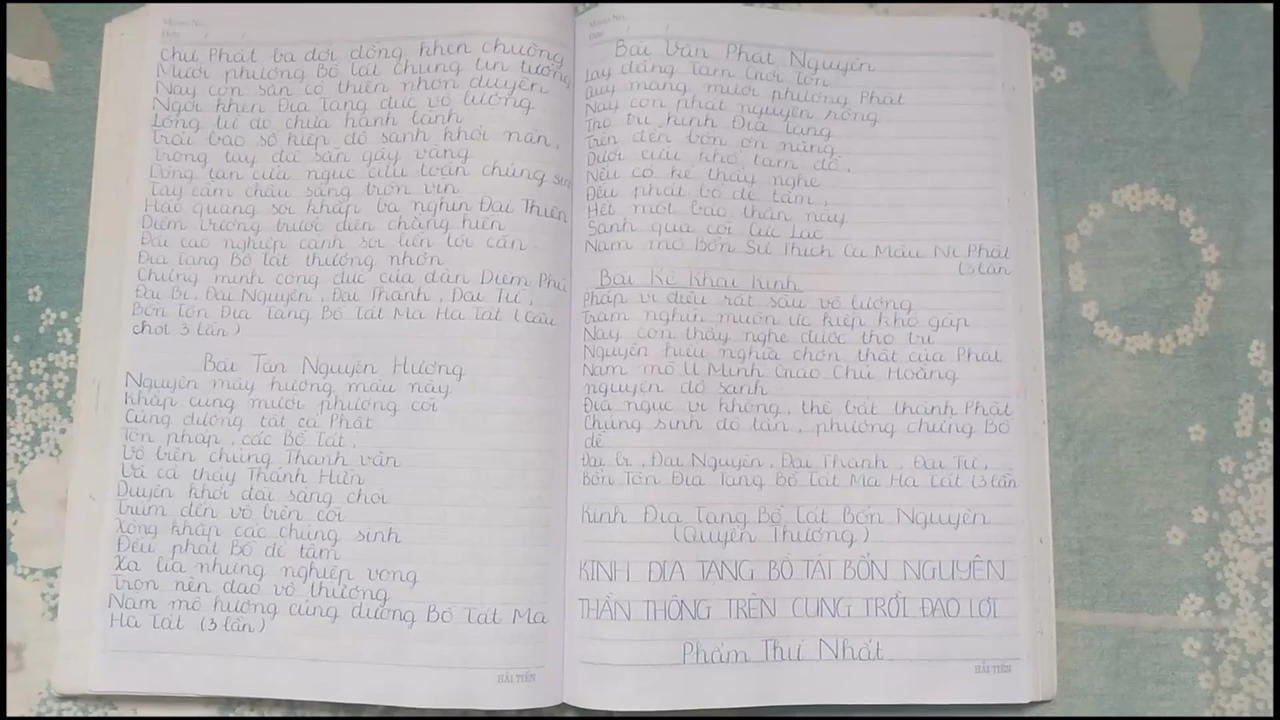 Chư Phật ba đời đồng khen chuộng
Mười phương Bồ Tát chung tin tưởng
Nay con sẵn có thiện nhơn duyên
Ngợi khen Địa Tạng đức vô lượng
Lòng từ do chứa hạnh lành
Trải bao số kiếp độ sanh khỏi nàn,
Trong tay đã sẵn gậy vàng
Dộng tan cửa ngục cứu toàn chúng sinh
Tay cầm châu sáng tròn vìn
Hào quang soi khắp ba nghìn Đại Thiên
Diêm vương trước điện chẳng hiền
Đài cao nghiệp cảnh soi liền tội căn
Địa Tạng Bồ Tát thượng nhơn
Chứng minh công đức của dân Diêm Phù
Đại Bi, Đại Nguyện, Đại Thánh, Đại Từ,
Bổn Tôn Địa Tạng Bồ Tát Ma Ha Tát (Câu
chót 3 lần)
Bài Tán Nguyện Hương
Nguyện mây hương mầu này
Khắp cùng mười phương cõi
Cúng dường tất cả Phật
Tôn pháp, các Bồ Tát,
Vô biên chúng Thanh văn
Và cả thảy Thánh Hiền
Duyên khởi đài sáng chói
Trùm đến vô biên cõi
Xông khắp các chúng sinh
Đều phát Bồ đề tâm
Xa lìa những nghiệp vọng
Trọn nên đạo vô thượng
Nam mô hương cúng dường Bồ Tát Ma
Ha Tát (3 lần)
HẢI TIẾN
Bài Văn Phát Nguyện
Lạy đấng Tam Giới Tôn
Quy mạng mười phương Phật
Nay con phát nguyện rộng
Thọ trì kinh Địa Tạng
Trên đền bốn ơn nặng
Dưới cứu khổ tam đồ,
Nếu có kẻ thấy nghe
Đều phát bồ đề tâm,
Hết một báo thân này
Sanh qua cõi Cực Lạc
Nam mô Bổn Sư Thích Ca Mâu Ni Phật
(3 lần
Bài Kệ Khai Kinh
Pháp vi diệu rất sâu vô lượng
Trăm nghìn muôn ức kiếp khó gặp
Nay con thấy nghe được thọ trì
Nguyện hiểu nghĩa chơn thật của Phật
Nam mô U Minh Giáo Chủ Hoằng
nguyện độ sanh
Địa ngục vị không, thệ bất thành Phật
Chúng sinh độ tận, phương chứng Bồ
đề
Đại bi, Đại Nguyện, Đại Thánh, Đại Từ,
Bổn Tôn Địa Tạng Bồ Tát Ma Ha Tát (3 lần
Kinh Địa Tạng Bồ Tát Bổn Nguyện
(Quyển Thượng)
KINH ĐỊA TẠNG BỒ TÁT BỔN NGUYỆN
THẦN THÔNG TRÊN CUNG TRỜI ĐAO LỢI
Phẩm Thứ Nhất
HẢI TIẾN